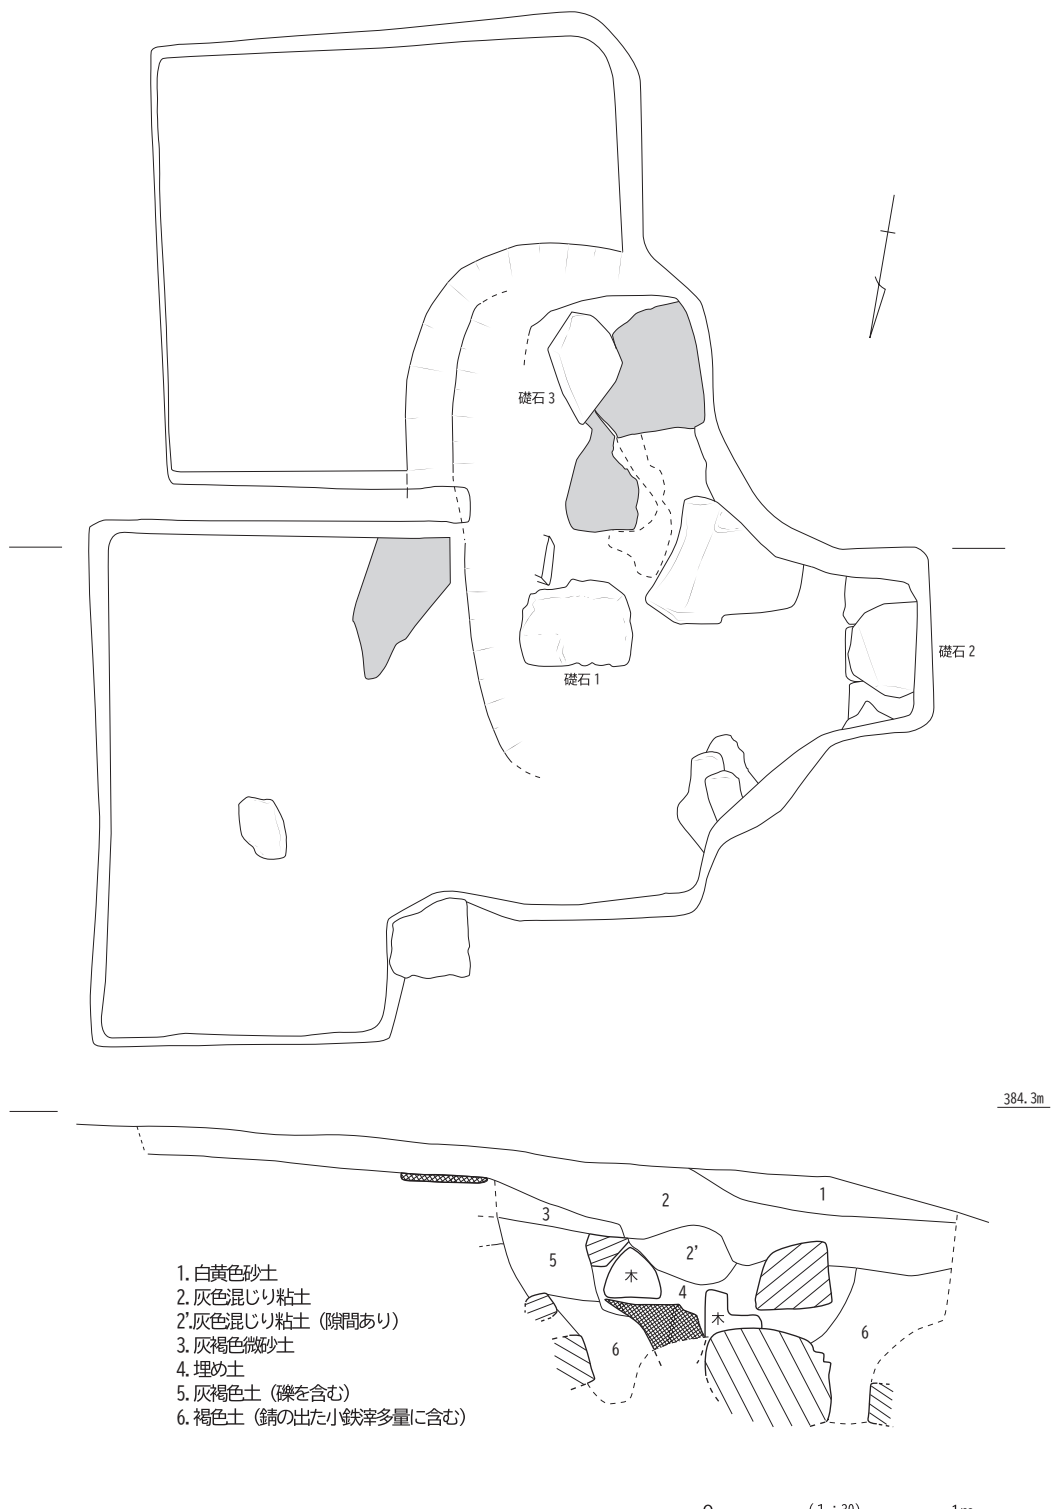 礎石 3
礎石 2
礎石 1
384.3m
1
2
3
2’
5
木
4
木
6
6
1. 白黄色砂土
2. 灰色混じり粘土
2’.灰色混じり粘土（隙間あり）
3. 灰褐色微砂土
4. 埋め土
5. 灰褐色土（礫を含む）
6. 褐色土（錆の出た小鉄滓多量に含む）
0 （1 : 30） 1m